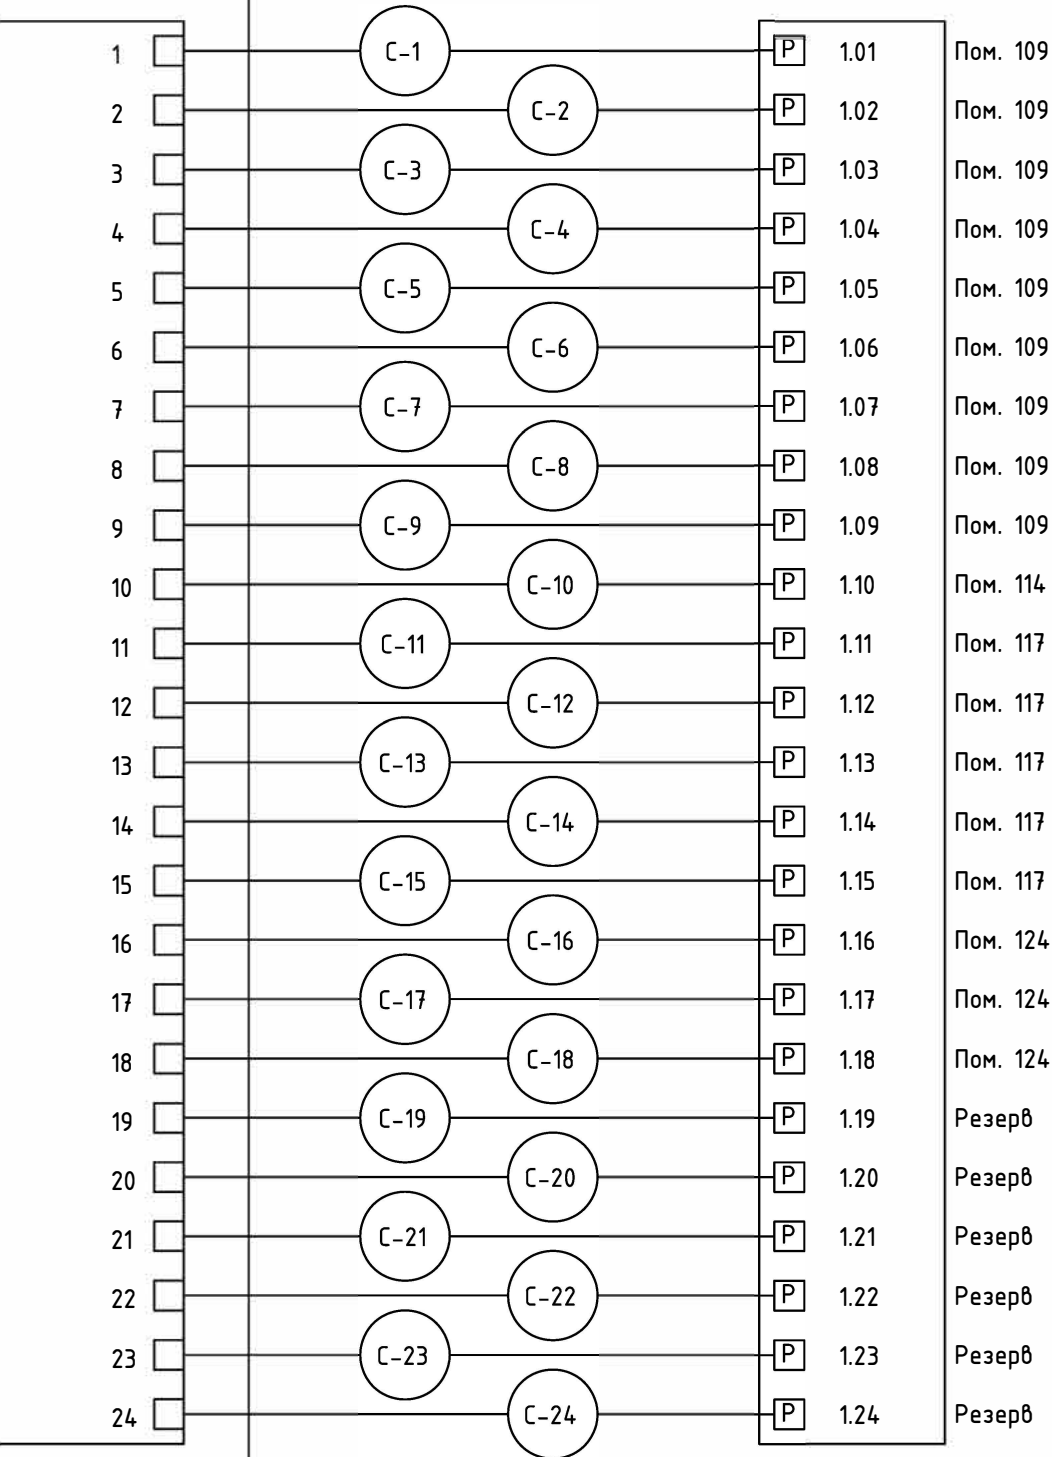 1 С-1 P 1.01 Пом. 109
2 С-2 P 1.02 Пом. 109
3 С-3 P 1.03 Пом. 109
4 С-4 P 1.04 Пом. 109
5 С-5 P 1.05 Пом. 109
6 С-6 P 1.06 Пом. 109
7 С-7 P 1.07 Пом. 109
8 С-8 P 1.08 Пом. 109
9 С-9 P 1.09 Пом. 109
10 С-10 P 1.10 Пом. 114
11 С-11 P 1.11 Пом. 117
12 С-12 P 1.12 Пом. 117
13 С-13 P 1.13 Пом. 117
14 С-14 P 1.14 Пом. 117
15 С-15 P 1.15 Пом. 117
16 С-16 P 1.16 Пом. 124
17 С-17 P 1.17 Пом. 124
18 С-18 P 1.18 Пом. 124
19 С-19 P 1.19 Резерв
20 С-20 P 1.20 Резерв
21 С-21 P 1.21 Резерв
22 С-22 P 1.22 Резерв
23 С-23 P 1.23 Резерв
24 С-24 P 1.24 Резерв